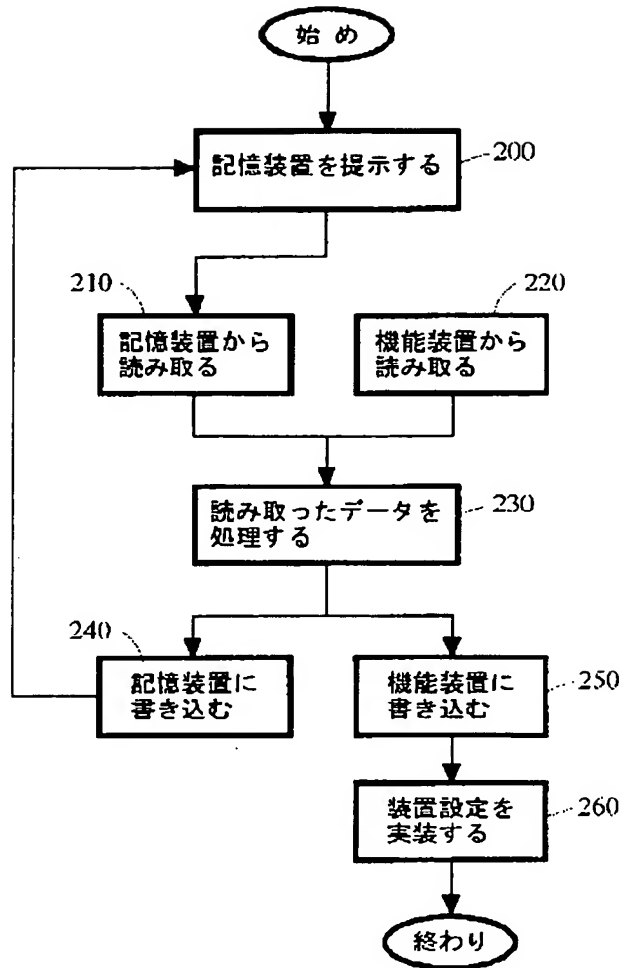 始め
記憶装置を提示する
200
210
220
記憶装置から
読み取る
機能装置から
読み取る
読み取ったデータを
処理する
230
240
記憶装置に
書き込む
機能装置に
書き込む
250
装置設定を
実装する
260
終わり